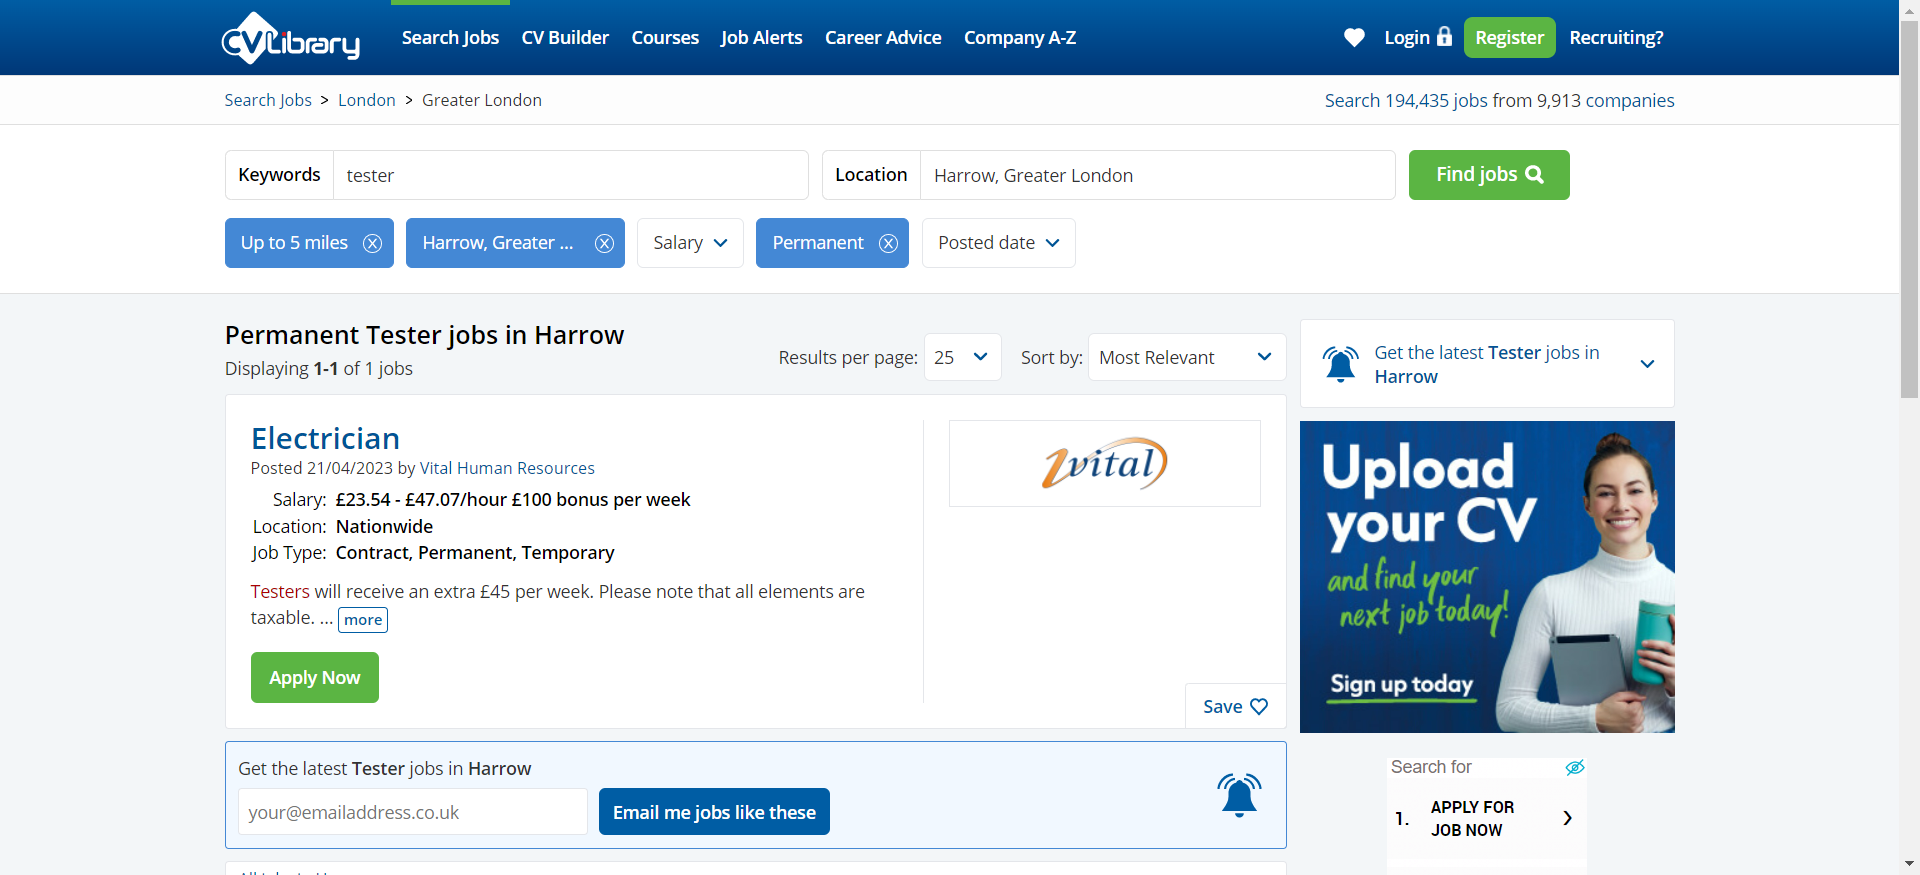 CVLibrary
Search Jobs CV Builder Courses Job Alerts Career Advice Company A-Z
Login Register Recruiting?
Search Jobs > London > Greater London
Search 194,435 jobs from 9,913 companies
Keywords tester
Location Harrow, Greater London
Find jobs
Up to 5 miles
Harrow, Greater ...
Salary
Permanent
Posted date
Permanent Tester jobs in Harrow
Displaying 1-1 of 1 jobs
Results per page: 25
Sort by: Most Relevant
Electrician
Posted 21/04/2023 by Vital Human Resources
Salary: £23.54 - £47.07/hour £100 bonus per week
Location: Nationwide
Job Type: Contract, Permanent, Temporary
Testers will receive an extra £45 per week. Please note that all elements are
taxable. ... more
Apply Now
vital
Save
Get the latest Tester jobs in Harrow
your@emailaddress.co.uk
Email me jobs like these
Get the latest Tester jobs in
Harrow
Upload
your CV
and find your
next job today!
Sign up today
Search for
1. APPLY FOR
JOB NOW